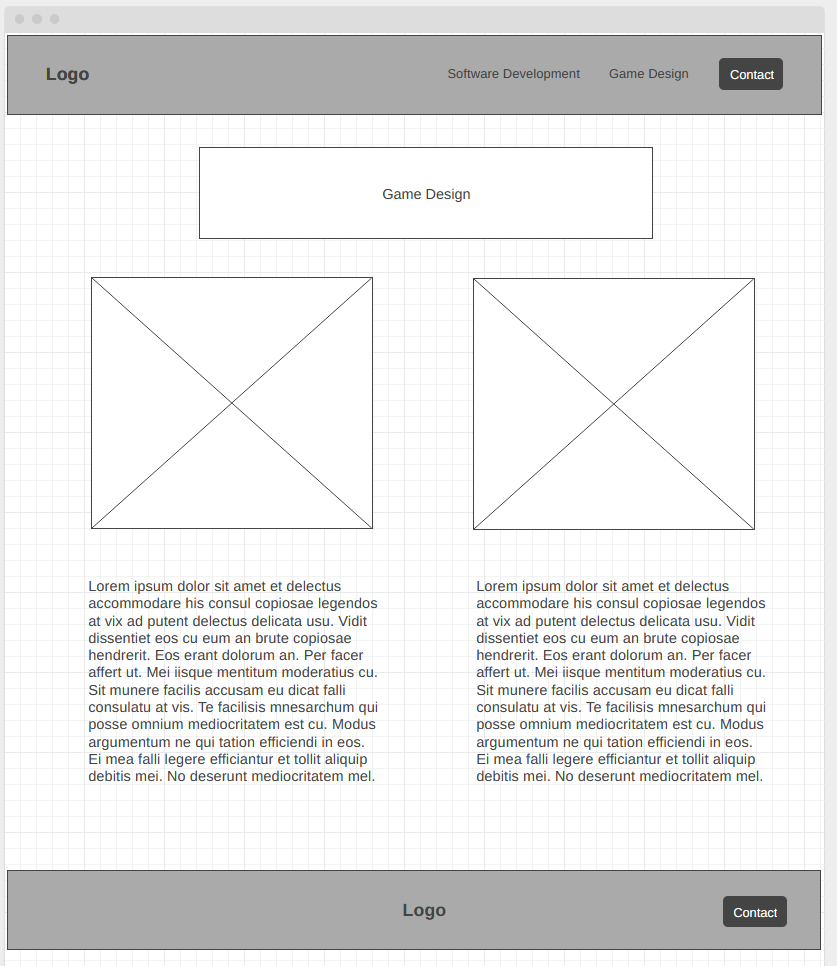 Logo
Software Development
Game Design
Contact
Game Design
Lorem ipsum dolor sit amet et delectus
accommodare his consul copiosae legendos
at vix ad putent delectus delicata usu. Vidit
dissentiet eos cu eum an brute copiosae
hendrerit. Eos erant dolorum an. Per facer
affert ut. Mei iisque mentitum moderatius cu.
Sit munere facilis accusam eu dicat falli
consulatu at vis. Te facilisis mnesarchum qui
posse omnium mediocritatem est cu. Modus
argumentum ne qui tation efficiendi in eos.
Ei mea falli legere efficiantur et tollit aliquip
debitis mei. No deserunt mediocritatem mel.
Lorem ipsum dolor sit amet et delectus
accommodare his consul copiosae legendos
at vix ad putent delectus delicata usu. Vidit
dissentiet eos cu eum an brute copiosae
hendrerit. Eos erant dolorum an. Per facer
affert ut. Mei iisque mentitum moderatius cu.
Sit munere facilis accusam eu dicat falli
consulatu at vis. Te facilisis mnesarchum qui
posse omnium mediocritatem est cu. Modus
argumentum ne qui tation efficiendi in eos.
Ei mea falli legere efficiantur et tollit aliquip
debitis mei. No deserunt mediocritatem mel.
Logo
Contact